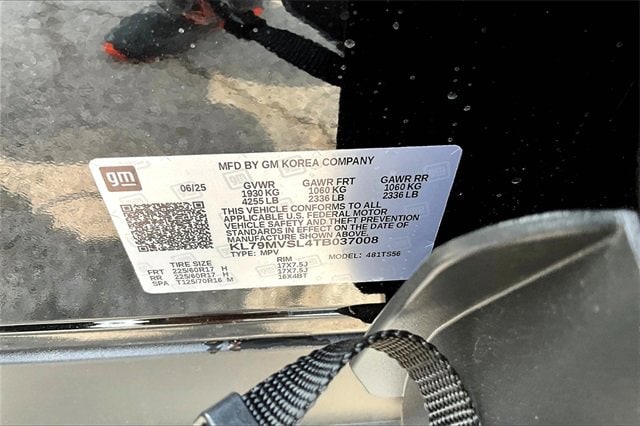 gm
MFD BY GM KOREA COMPANY
06/25 GVWR GAWR FRT GAWR RR
1930 KG 1060 KG 1060 KG
4255 LB 2336 LB 2336 LB
THIS VEHICLE CONFORMS TO ALL
APPLICABLE U.S. FEDERAL MOTOR
VEHICLE SAFETY AND THEFT PREVENTION
STANDARDS IN EFFECT ON THE DATE OF
MANUFACTURE SHOWN ABOVE.
KL79MVSL4TB037008
TYPE: MPV MODEL: 481TS56
TIRE SIZE RIM
FRT 225/60R17 H 17X7.5J
RR 225/60R17 H 17X7.5J
SPA T125/70R16 M 16X4BT